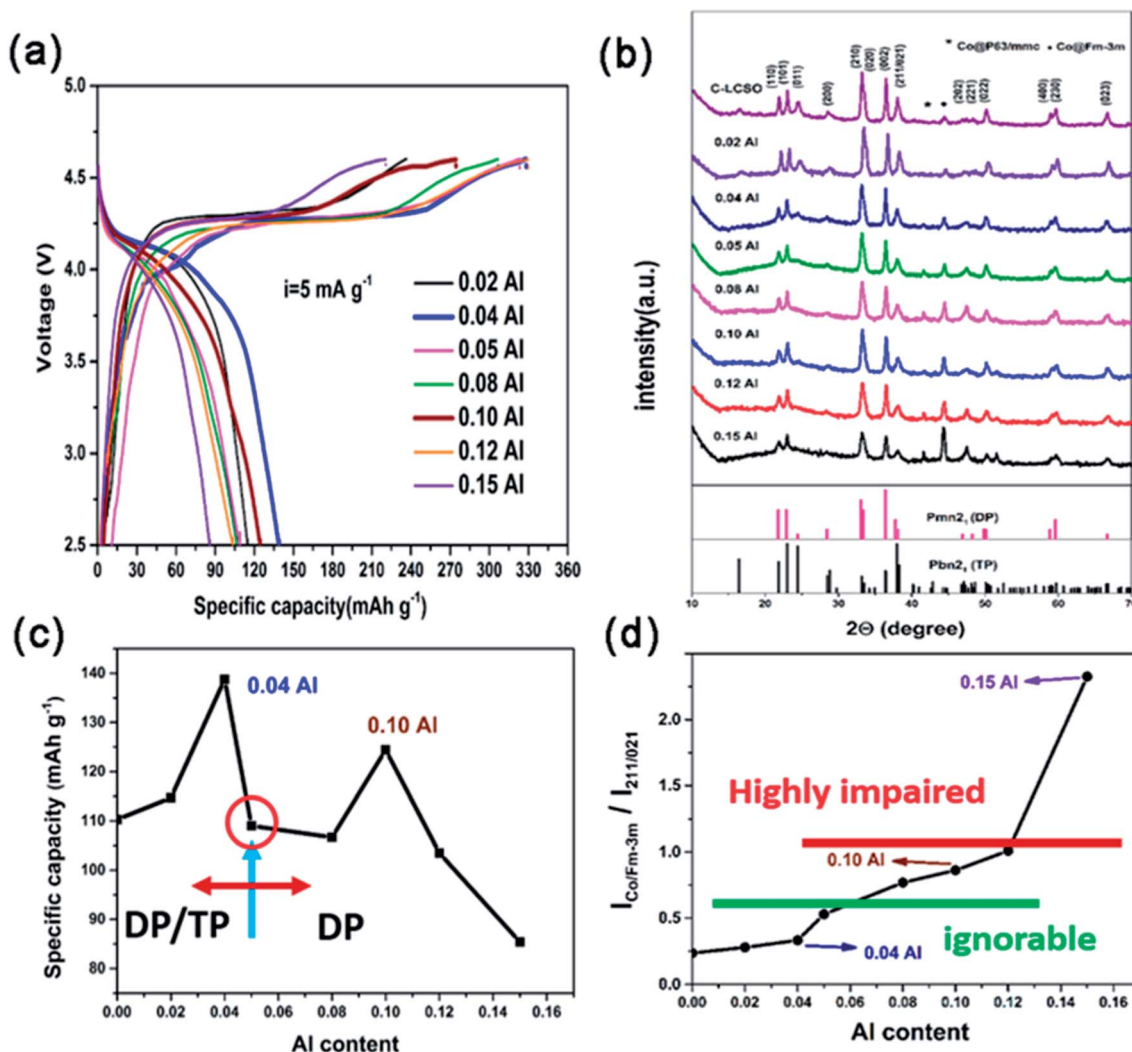 (a)
5.0
4.5
4.0
3.5
3.0
2.5
Voltage (V)
i=5 mA g⁻¹
0.02 Al
0.04 Al
0.05 Al
0.08 Al
0.10 Al
0.12 Al
0.15 Al
0 30 60 90 120 150 180 210 240 270 300 330 360
Specific capacity(mAh g⁻¹)
(b)
* Co@P63/mmc • Co@Fm-3m
(110) (101) (011) (200) (210) (020) (002) (211/021) * * (202) (221) (022) (400) (230) (023)
C-LCSO
0.02 Al
0.04 Al
0.05 Al
0.08 Al
0.10 Al
0.12 Al
0.15 Al
Pmn2₁ (DP)
Pbn2₁ (TP)
intensity(a.u.)
10 20 30 40 50 60 70
2Θ (degree)
(c)
140
130
120
110
100
90
80
Specific capacity (mAh g⁻¹)
0.04 Al
0.10 Al
DP/TP DP
0.00 0.02 0.04 0.06 0.08 0.10 0.12 0.14 0.16
Al content
(d)
2.5
2.0
1.5
1.0
0.5
0.0
I Co/Fm-3m / I 211/021
0.15 Al
Highly impaired
0.10 Al
ignorable
0.04 Al
0.00 0.02 0.04 0.06 0.08 0.10 0.12 0.14 0.16
Al content